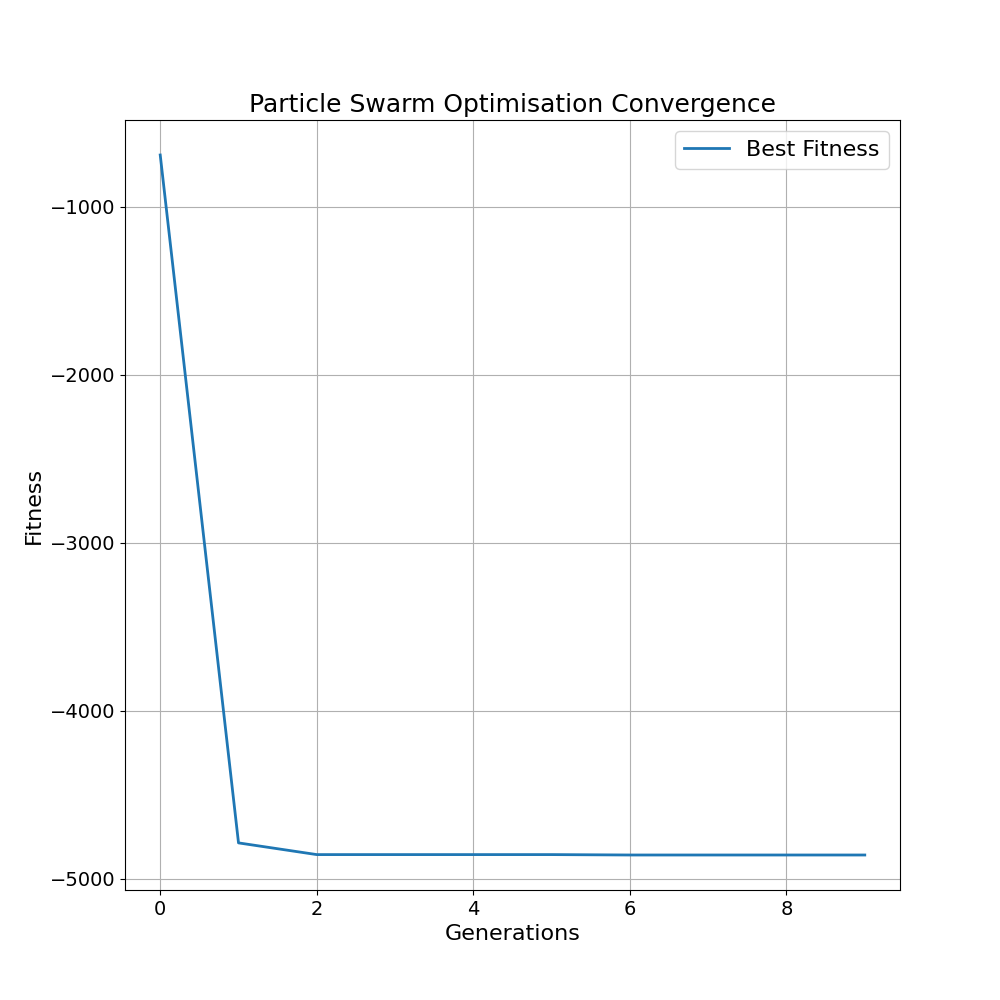 Particle Swarm Optimisation Convergence
Best Fitness
−1000
−2000
−3000
−4000
−5000
Fitness
0 2 4 6 8
Generations